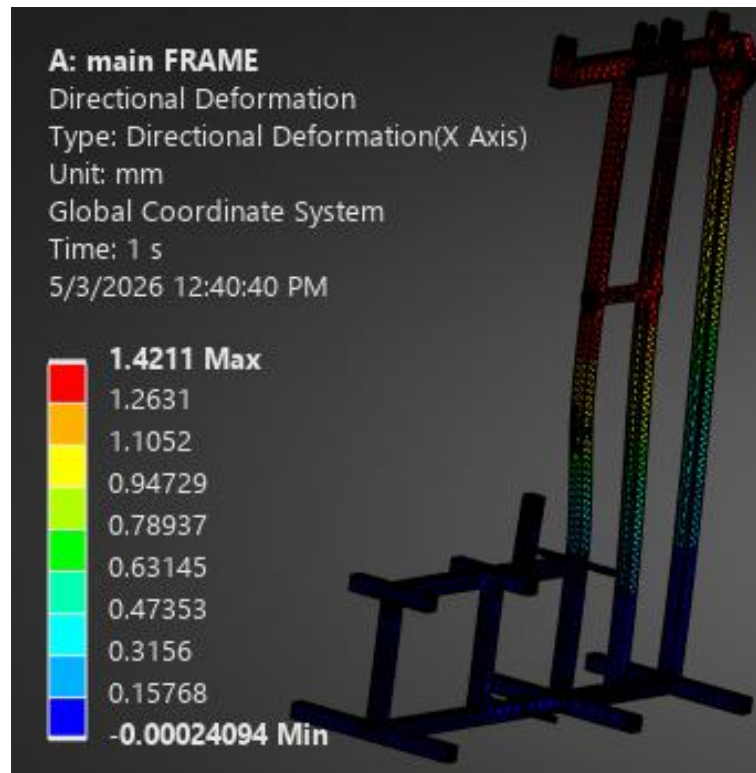 A: main FRAME
Directional Deformation
Type: Directional Deformation(X Axis)
Unit: mm
Global Coordinate System
Time: 1 s
5/3/2026 12:40:40 PM
1.4211 Max
1.2631
1.1052
0.94729
0.78937
0.63145
0.47353
0.3156
0.15768
-0.00024094 Min